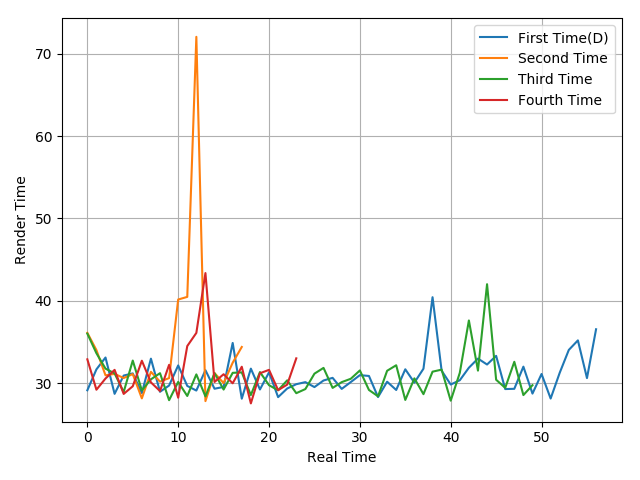 First Time(D)
Second Time
Third Time
Fourth Time
70
60
50
40
30
Render Time
0 10 20 30 40 50
Real Time